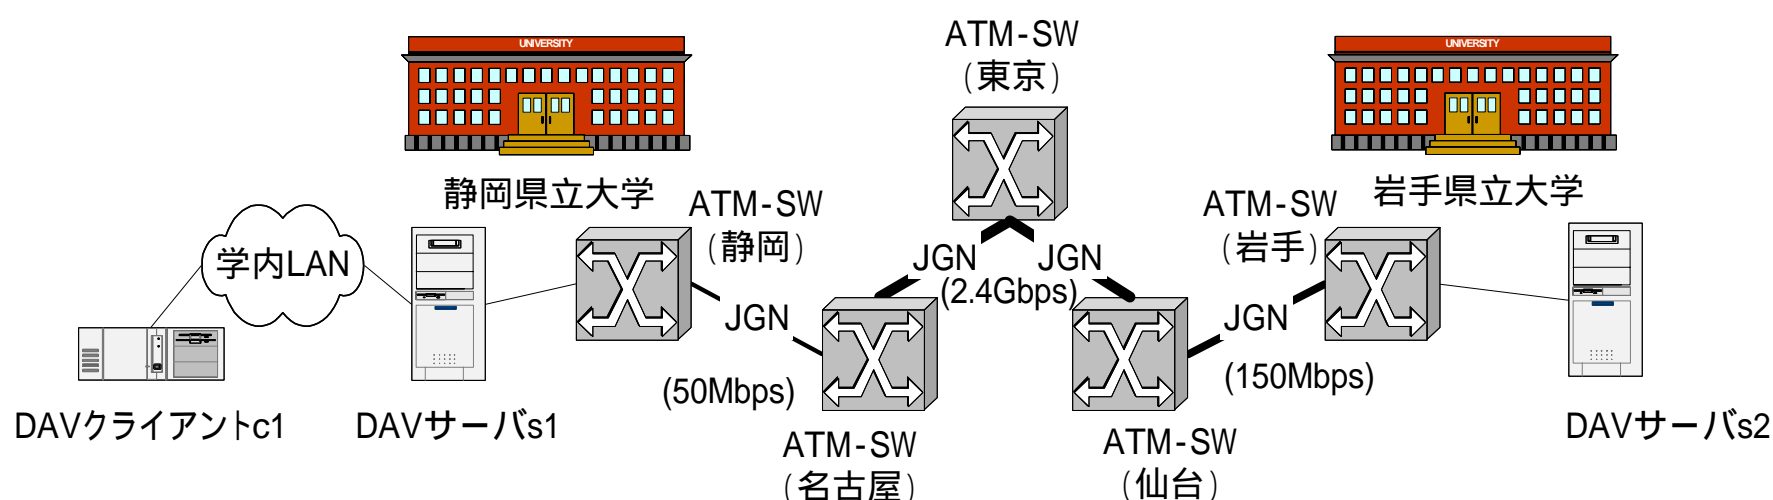 UNIVERSITY
静岡県立大学
ATM-SW
(東京)
UNIVERSITY
岩手県立大学
学内LAN
ATM-SW
(静岡)
JGN
JGN
(2.4Gbps)
ATM-SW
(岩手)
JGN
(50Mbps)
JGN
(150Mbps)
DAVクライアントc1
DAVサーバs1
ATM-SW
(名古屋)
ATM-SW
(仙台)
DAVサーバs2